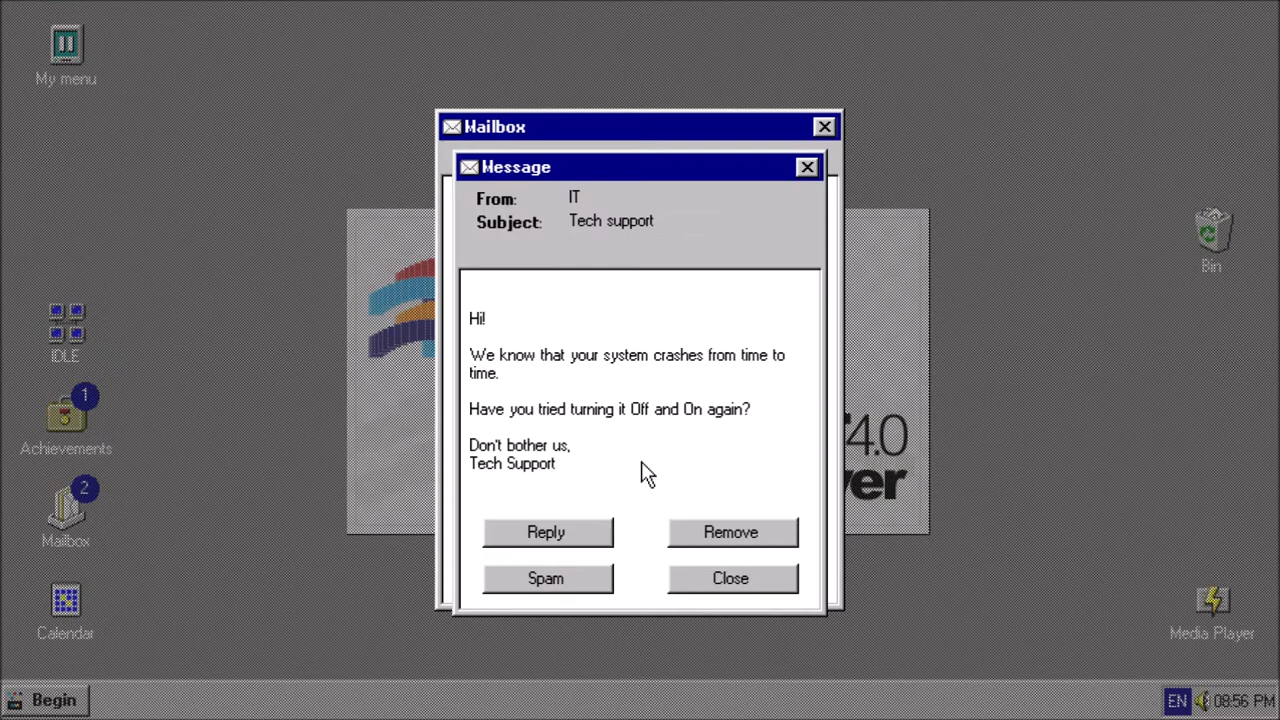 My menu
Mailbox
Message
From: IT
Subject: Tech support
Hi!
We know that your system crashes from time to
time.
Have you tried turning it Off and On again?
Don't bother us,
Tech Support
Reply
Remove
Spam
Close
Bin
IDLE
1
Achievements
2
Mailbox
Calendar
4.0
ver
Media Player
Begin
EN
08:56 PM